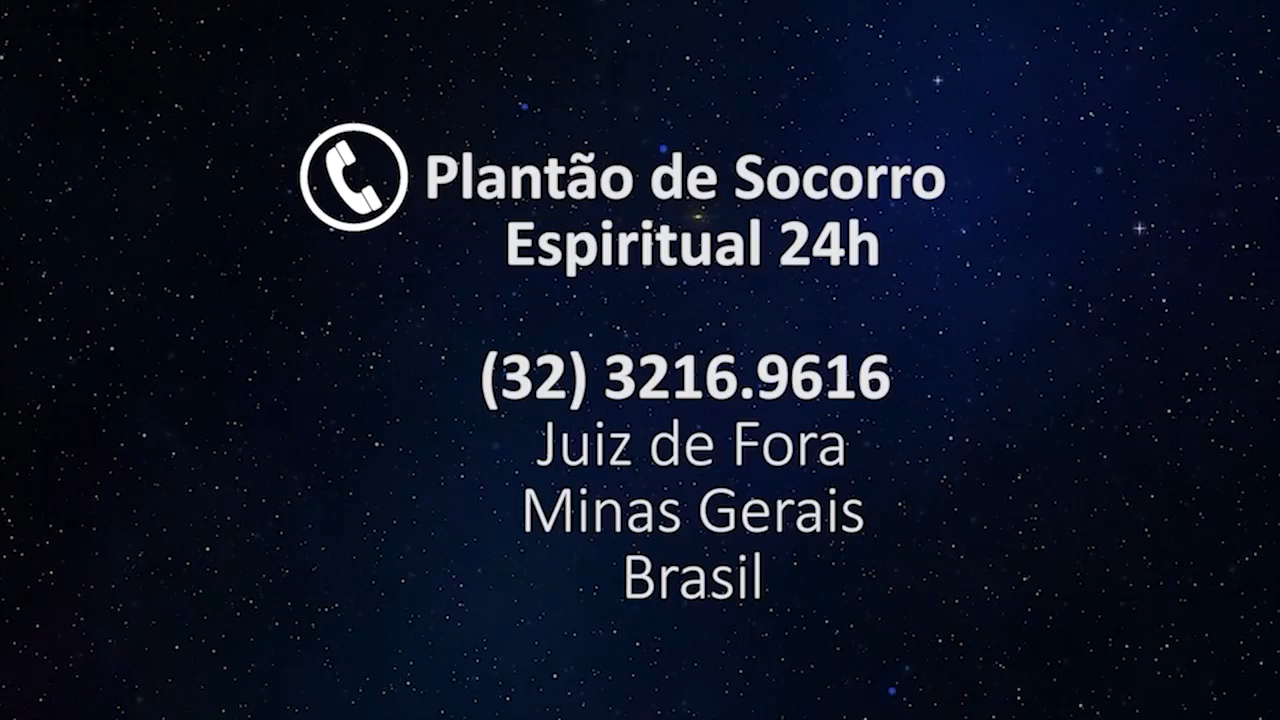 Plantão de Socorro
Espiritual 24h
(32) 3216.9616
Juiz de Fora
Minas Gerais
Brasil